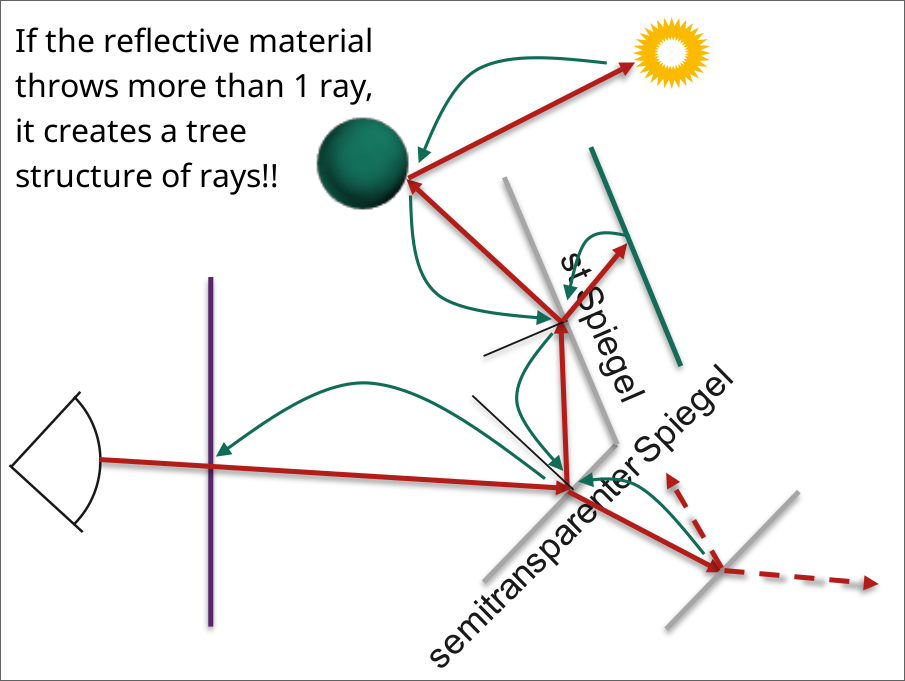 If the reflective material
throws more than 1 ray,
it creates a tree
structure of rays!!
st Spiegel
semitransparenter Spiegel